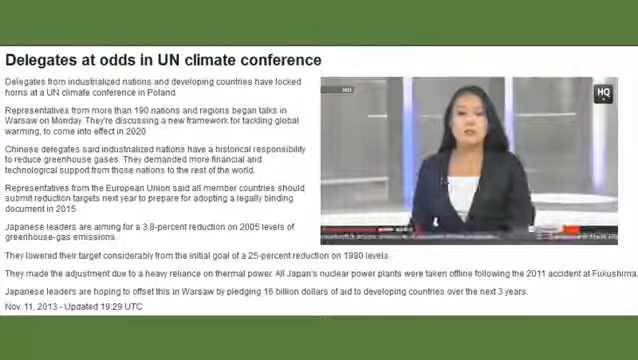 Delegates at odds in UN climate conference
Delegates from industrialized nations and developing countries have locked
horns at a UN climate conference in Poland.
HD
HQ
Representatives from more than 190 nations and regions began talks in
Warsaw on Monday. They're discussing a new framework for tackling global
warming, to come into effect in 2020
Chinese delegates said industrialized nations have a historical responsibility
to reduce greenhouse gases. They demanded more financial and
technological support from those nations to the rest of the world.
Representatives from the European Union said all member countries should
submit reduction targets next year to prepare for adopting a legally binding
document in 2015.
Japanese leaders are aiming for a 3.8-percent reduction on 2005 levels of
greenhouse-gas emissions.
They lowered their target considerably from the initial goal of a 25-percent reduction on 1990 levels.
They made the adjustment due to a heavy reliance on thermal power. All Japan's nuclear power plants were taken offline following the 2011 accident at Fukushima.
Japanese leaders are hoping to offset this in Warsaw by pledging 16 billion dollars of aid to developing countries over the next 3 years.
Nov. 11, 2013 - Updated 19:29 UTC